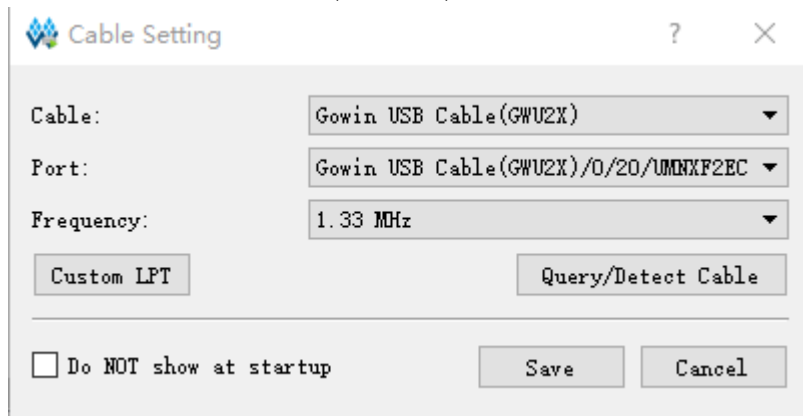 Cable Setting
Cable: Gowin USB Cable(GWU2X)
Port: Gowin USB Cable(GWU2X)/0/20/UMNXF2EC
Frequency: 1.33 MHz
Custom LPT Query/Detect Cable
Do NOT show at startup Save Cancel